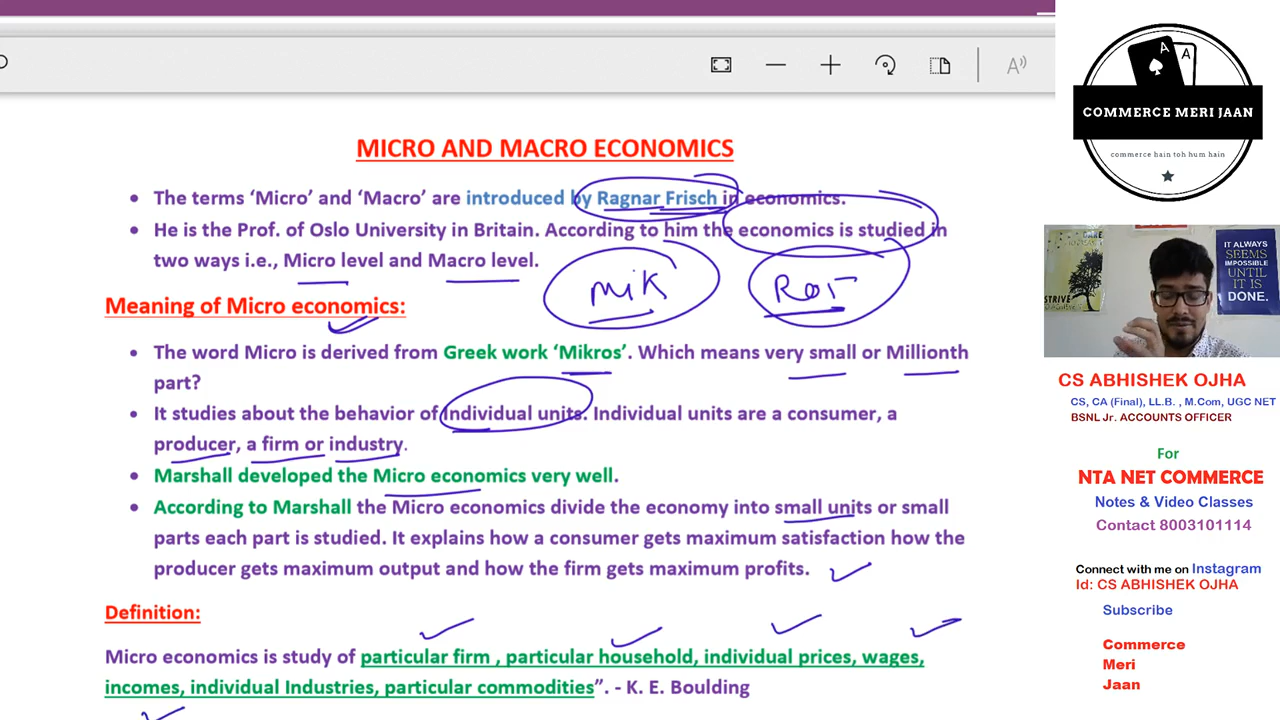 MICRO AND MACRO ECONOMICS
• The terms ‘Micro’ and ‘Macro’ are introduced by Ragnar Frisch in economics.
• He is the Prof. of Oslo University in Britain. According to him the economics is studied in
two ways i.e., Micro level and Macro level.
Mik
Meaning of Micro economics:
• The word Micro is derived from Greek work ‘Mikros’. Which means very small or Millionth
part?
• It studies about the behavior of individual units. Individual units are a consumer, a
producer, a firm or industry.
• Marshall developed the Micro economics very well.
• According to Marshall the Micro economics divide the economy into small units or small
parts each part is studied. It explains how a consumer gets maximum satisfaction how the
producer gets maximum output and how the firm gets maximum profits.
Definition:
Micro economics is study of particular firm , particular household, individual prices, wages,
incomes, individual Industries, particular commodities”. - K. E. Boulding
A A
COMMERCE MERI JAAN
commerce hain toh hum hain
STRIVE
IT ALWAYS
SEEMS
IMPOSSIBLE
UNTIL
IT IS
DONE.
CS ABHISHEK OJHA
CS, CA (Final), LL.B. , M.Com, UGC NET
BSNL Jr. ACCOUNTS OFFICER
For
NTA NET COMMERCE
Notes & Video Classes
Contact 8003101114
Connect with me on Instagram
Id: CS ABHISHEK OJHA
Subscribe
Commerce
Meri
Jaan